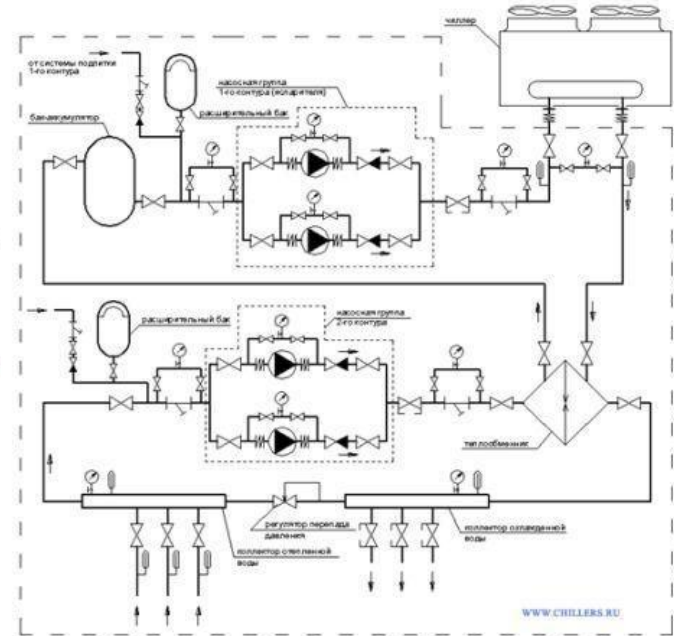 чиллер
от системы подпитки
1-го контура
насосная группа
1-го контура (испарителя)
расширительный бак
бак-аккумулятор
расширительный бак
насосная группа
2-го контура
теплообменник
регулятор перепада
давления
коллектор отепленной
воды
коллектор охлажденной
воды
WWW.CHILLERS.RU